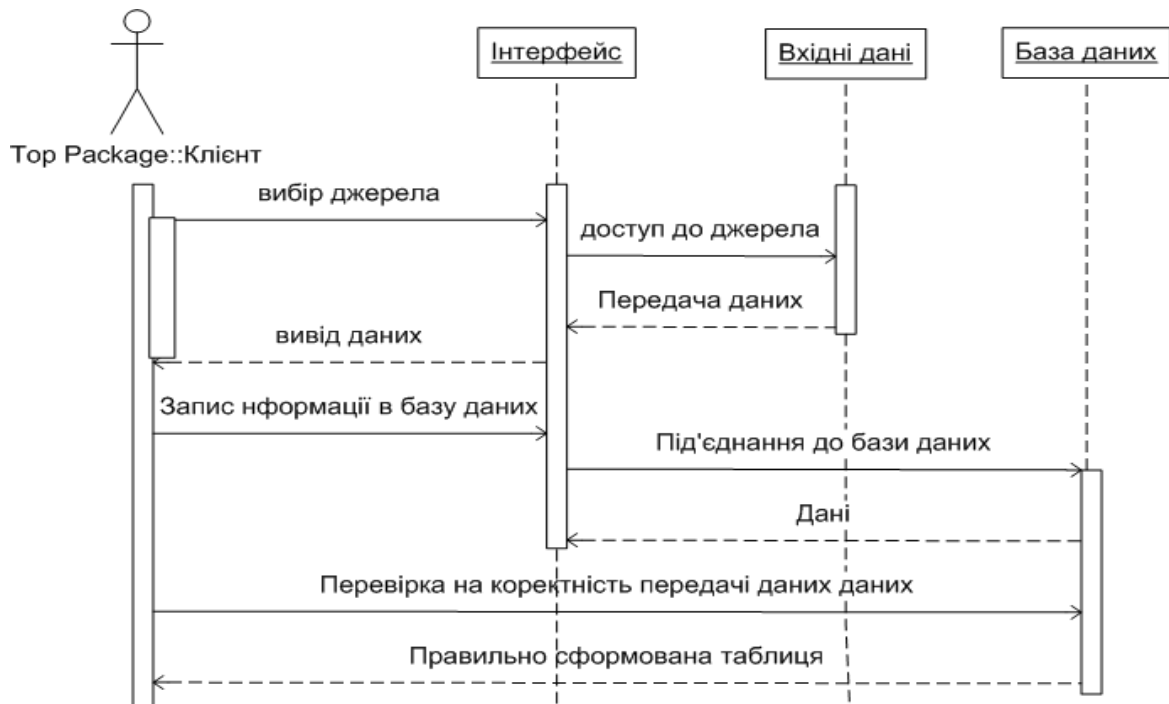 Інтерфейс
Вхідні дані
База даних
Top Package::Клієнт
вибір джерела
доступ до джерела
Передача даних
вивід даних
Запис нформації в базу даних
Під'єднання до бази даних
Дані
Перевірка на коректність передачі даних даних
Правильно сформована таблиця